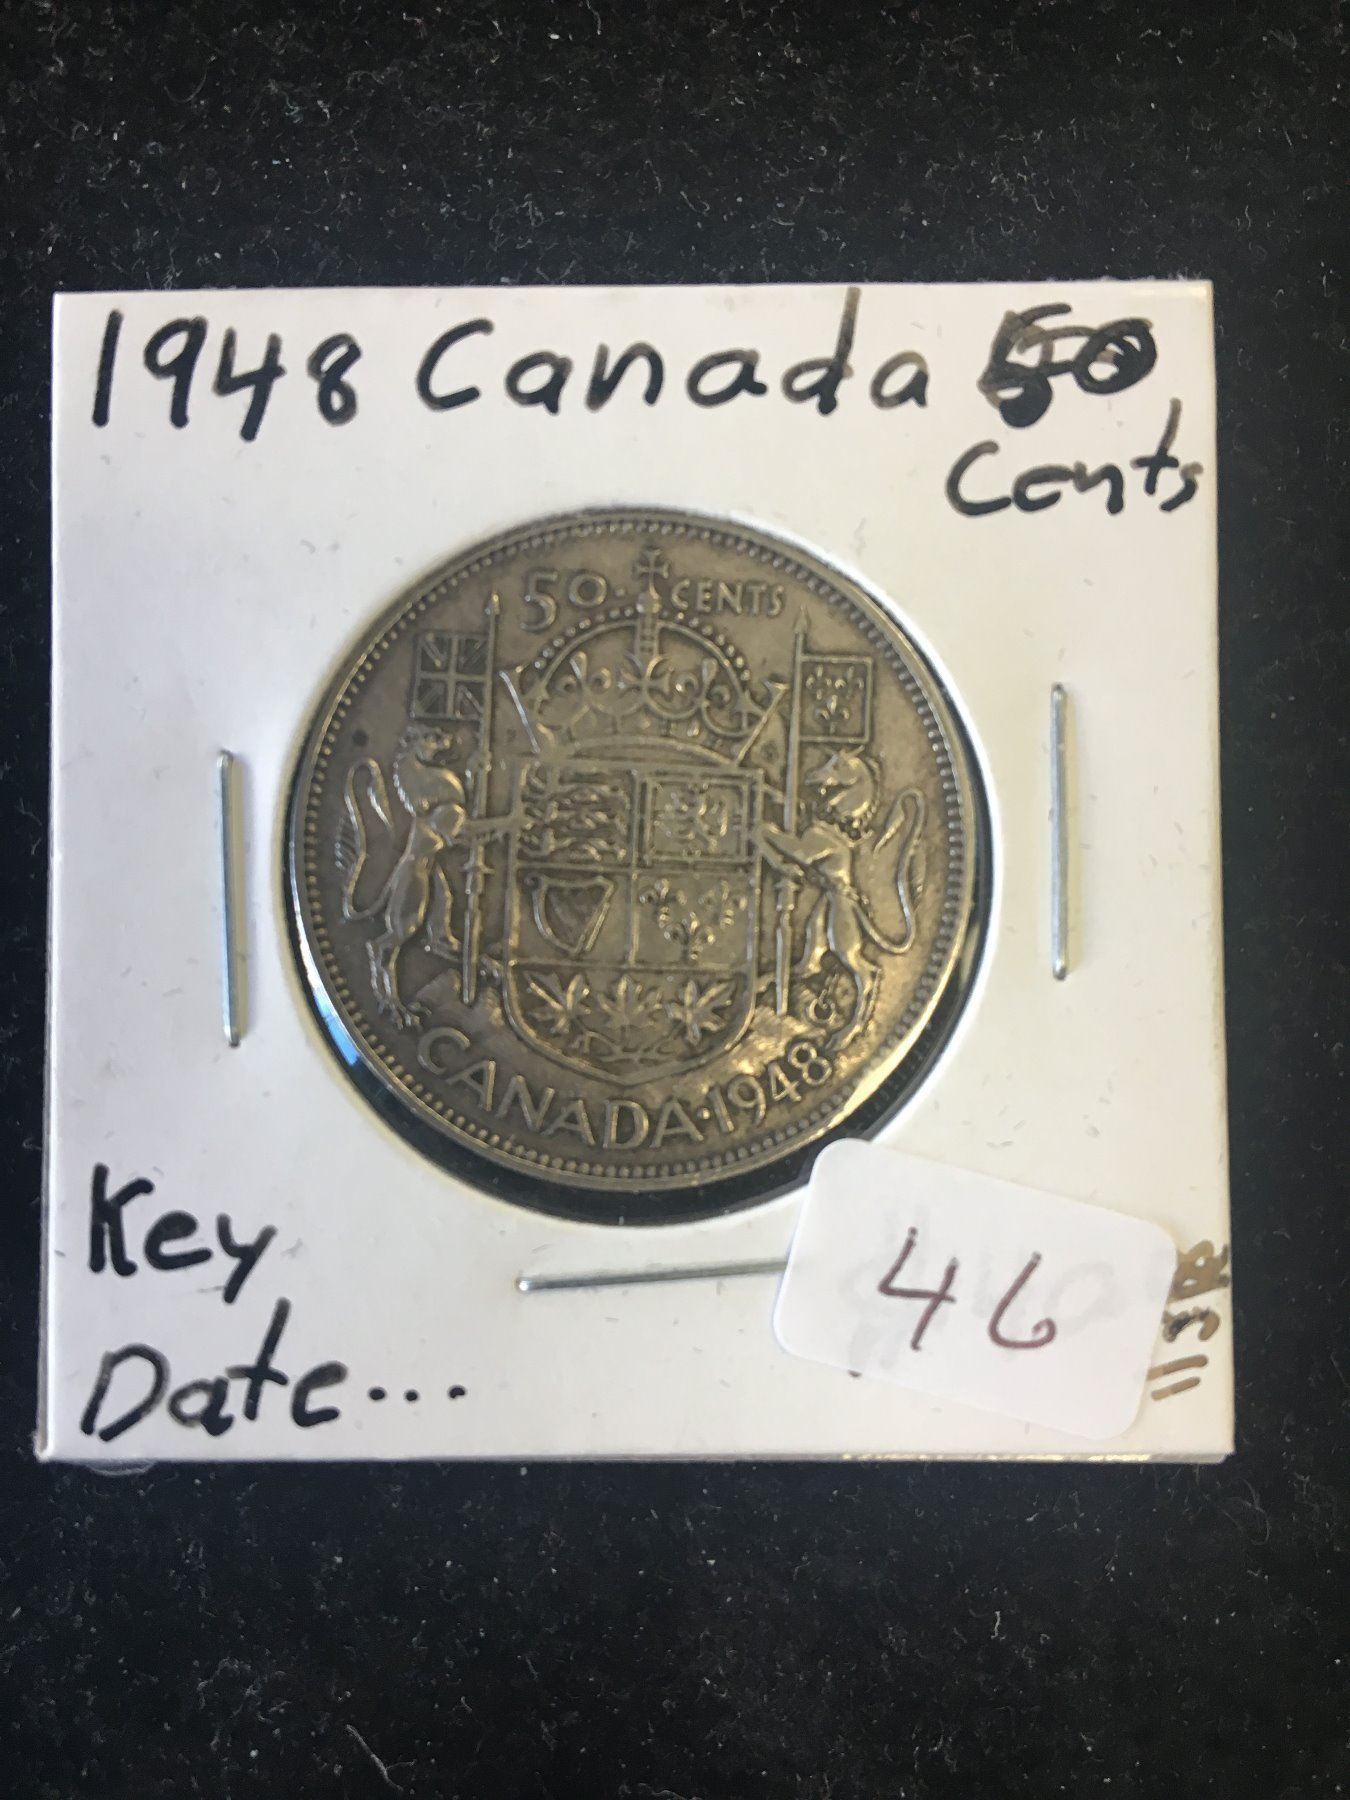 1948 Canada 50
Cents
50 CENTS
CANADA·1948
Key
Date...
46